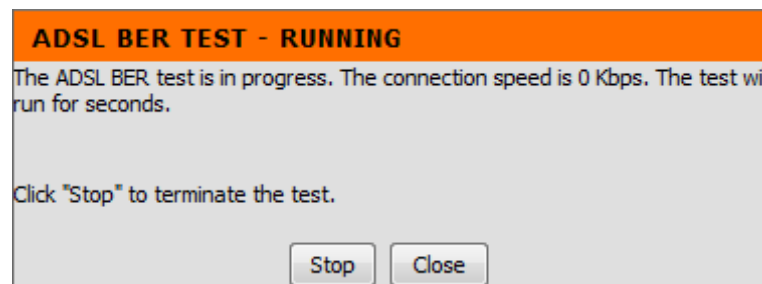 ADSL BER TEST - RUNNING
The ADSL BER test is in progress. The connection speed is 0 Kbps. The test wi
run for seconds.
Click "Stop" to terminate the test.
Stop Close